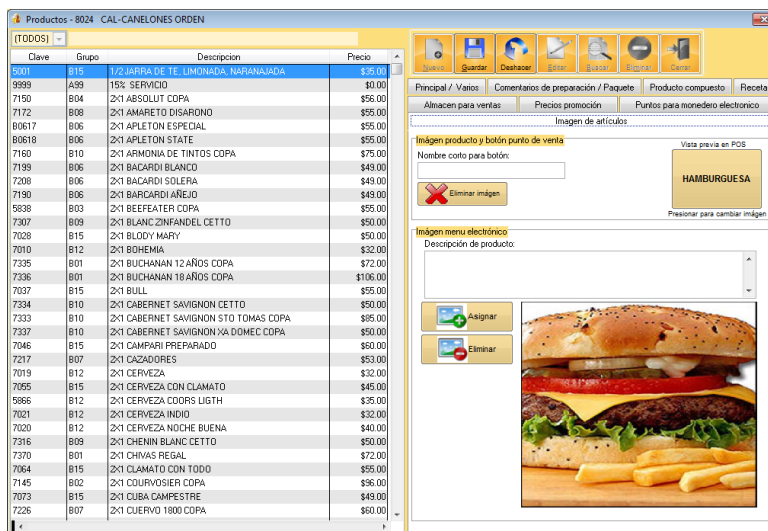 Productos - 8024 CAL-CANELONES ORDEN
(TODOS)
Clave Grupo Descripcion Precio
5001 B15 1/2 JARRA DE TE, LIMONADA, NARANAJADA $35.00
9999 A99 15% SERVICIO $0.00
7150 B04 2X1 ABSOLUT COPA $56.00
7172 B08 2X1 AMARETO DISARONO $55.00
B0617 B06 2X1 APLETON ESPECIAL $55.00
B0618 B06 2X1 APLETON STATE $55.00
7160 B10 2X1 ARMONIA DE TINTOS COPA $75.00
7199 B06 2X1 BACARDI BLANCO $49.00
7208 B06 2X1 BACARDI SOLERA $49.00
7190 B06 2X1 BARCARDI AÑEJO $49.00
5838 B03 2X1 BEEFEATER COPA $55.00
7307 B09 2X1 BLANC ZINFANDEL CETTO $50.00
7028 B15 2X1 BLODY MARY $50.00
7010 B12 2X1 BOHEMIA $32.00
7335 B01 2X1 BUCHANAN 12 AÑOS COPA $72.00
7336 B01 2X1 BUCHANAN 18 AÑOS COPA $106.00
7037 B15 2X1 BULL $55.00
7334 B10 2X1 CABERNET SAVIGNON CETTO $50.00
7333 B10 2X1 CABERNET SAVIGNON STO TOMAS COPA $85.00
7337 B10 2X1 CABERNET SAVIGNON XA DOMEC COPA $50.00
7046 B15 2X1 CAMPARI PREPARADO $60.00
7217 B07 2X1 CAZADORES $53.00
7019 B12 2X1 CERVEZA $32.00
7055 B15 2X1 CERVEZA CON CLAMATO $45.00
5866 B12 2X1 CERVEZA COORS LIGTH $35.00
7021 B12 2X1 CERVEZA INDIO $32.00
7020 B12 2X1 CERVEZA NOCHE BUENA $40.00
7316 B09 2X1 CHENIN BLANC CETTO $50.00
7370 B01 2X1 CHIVAS REGAL $72.00
7064 B15 2X1 CLAMATO CON TODO $55.00
7145 B02 2X1 COURVOSIER COPA $96.00
7073 B15 2X1 CUBA CAMPESTRE $49.00
7226 B07 2X1 CUERVO 1800 COPA $60.00
Nuevo Guardar Deshacer Editar Buscar Eliminar Cerrar
Principal / Varios Comentarios de preparación / Paquete Producto compuesto Receta
Almacen para ventas Precios promoción Puntos para monedero electronico
Imagen de artículos
Imágen producto y botón punto de venta
Nombre corto para botón:
Eliminar imágen
Vista previa en POS
HAMBURGUESA
Presionar para cambiar imágen
Imágen menu electrónico
Descripción de producto:
Asignar
Eliminar